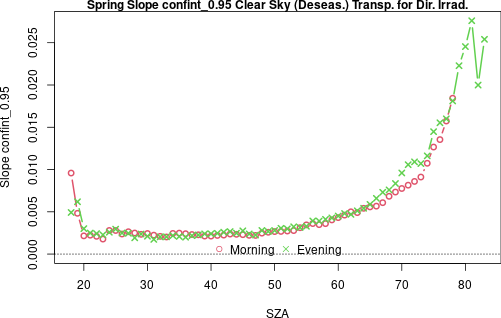 Spring Slope confint_0.95 Clear Sky (Deseas.) Transp. for Dir. Irrad.
Slope confint_0.95
0.025
0.020
0.015
0.010
0.005
0.000
Morning Evening
20 30 40 50 60 70 80
SZA